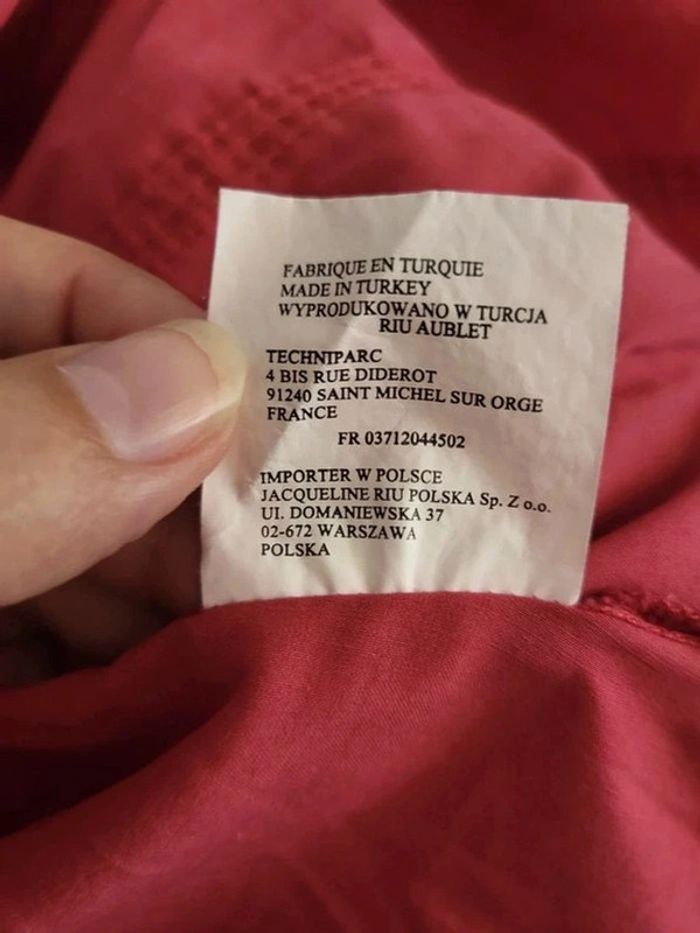 FABRIQUE EN TURQUIE
MADE IN TURKEY
WYPRODUKOWANO W TURCJA
RIU AUBLET
TECHNIPARC
4 BIS RUE DIDEROT
91240 SAINT MICHEL SUR ORGE
FRANCE
FR 03712044502
IMPORTER W POLSCE
JACQUELINE RIU POLSKA Sp. Z o.o.
UI. DOMANIEWSKA 37
02-672 WARSZAWA
POLSKA